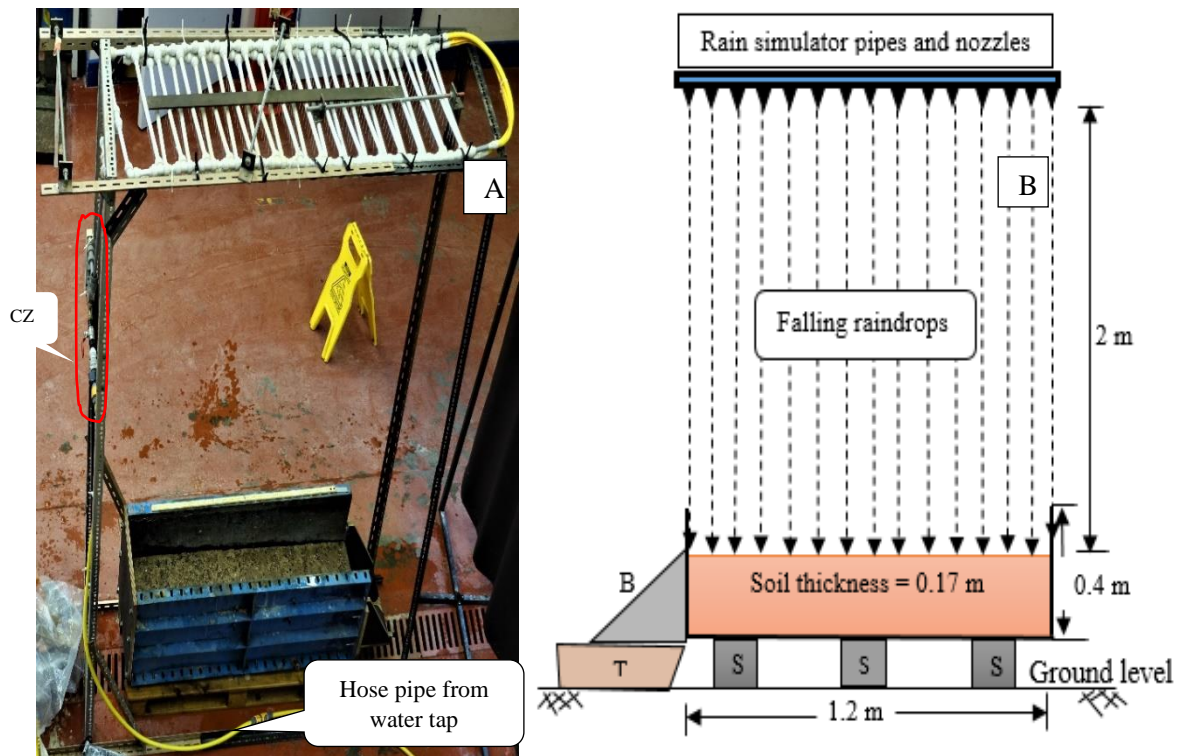 A
CZ
Hose pipe from
water tap
Rain simulator pipes and nozzles
B
Falling raindrops
2 m
B
Soil thickness = 0.17 m
0.4 m
T
S
S
S
Ground level
1.2 m